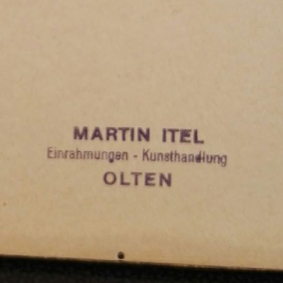 MARTIN ITEL
Einrahmungen - Kunsthandlung
OLTEN